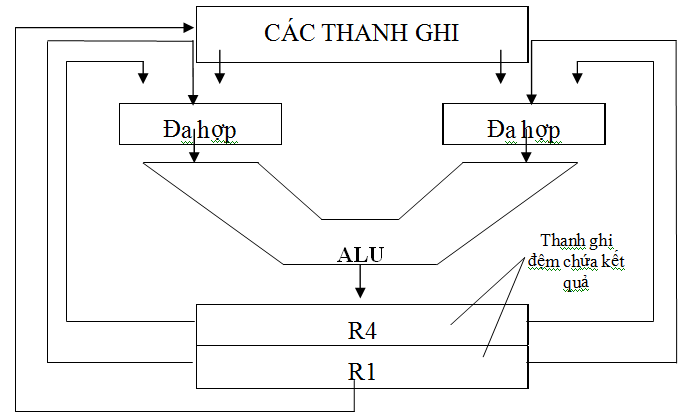 CÁC THANH GHI
Đa hợp
Đa hợp
ALU
Thanh ghi
đệm chứa kết
quả
R4
R1